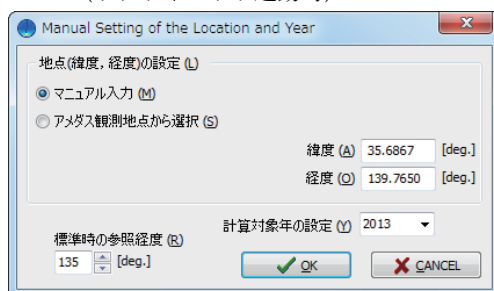 Manual Setting of the Location and Year
地点(緯度, 経度)の設定 (L)
マニュアル入力 (M)
アメダス観測地点から選択 (S)
緯度 (A) 35.6867 [deg.]
経度 (O) 139.7650 [deg.]
計算対象年の設定 (Y) 2013
標準時の参照経度 (R)
135 [deg.]
OK
CANCEL